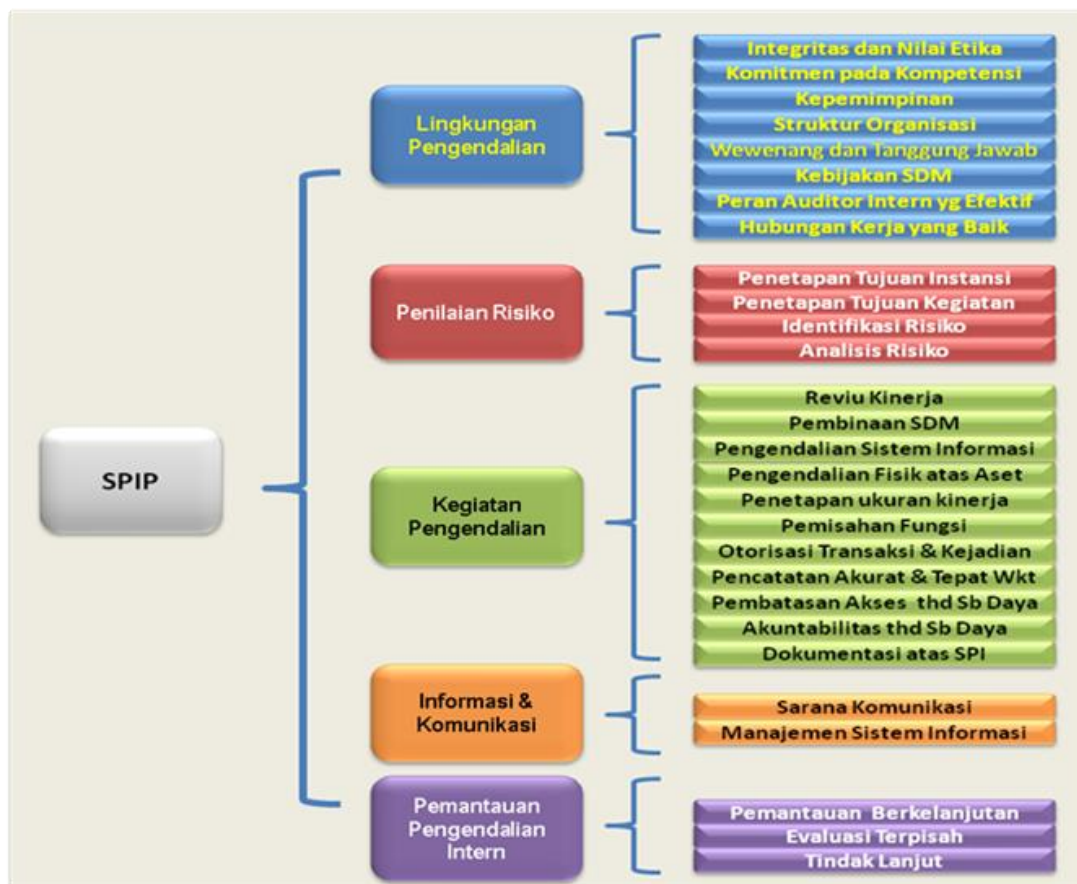 SPIP
Lingkungan
Pengendalian
Integritas dan Nilai Etika
Komitmen pada Kompetensi
Kepemimpinan
Struktur Organisasi
Wewenang dan Tanggung Jawab
Kebijakan SDM
Peran Auditor Intern yg Efektif
Hubungan Kerja yang Baik
Penilaian Risiko
Penetapan Tujuan Instansi
Penetapan Tujuan Kegiatan
Identifikasi Risiko
Analisis Risiko
Kegiatan
Pengendalian
Reviu Kinerja
Pembinaan SDM
Pengendalian Sistem Informasi
Pengendalian Fisik atas Aset
Penetapan ukuran kinerja
Pemisahan Fungsi
Otorisasi Transaksi & Kejadian
Pencatatan Akurat & Tepat Wkt
Pembatasan Akses thd Sb Daya
Akuntabilitas thd Sb Daya
Dokumentasi atas SPI
Informasi &
Komunikasi
Sarana Komunikasi
Manajemen Sistem Informasi
Pemantauan
Pengendalian
Intern
Pemantauan Berkelanjutan
Evaluasi Terpisah
Tindak Lanjut